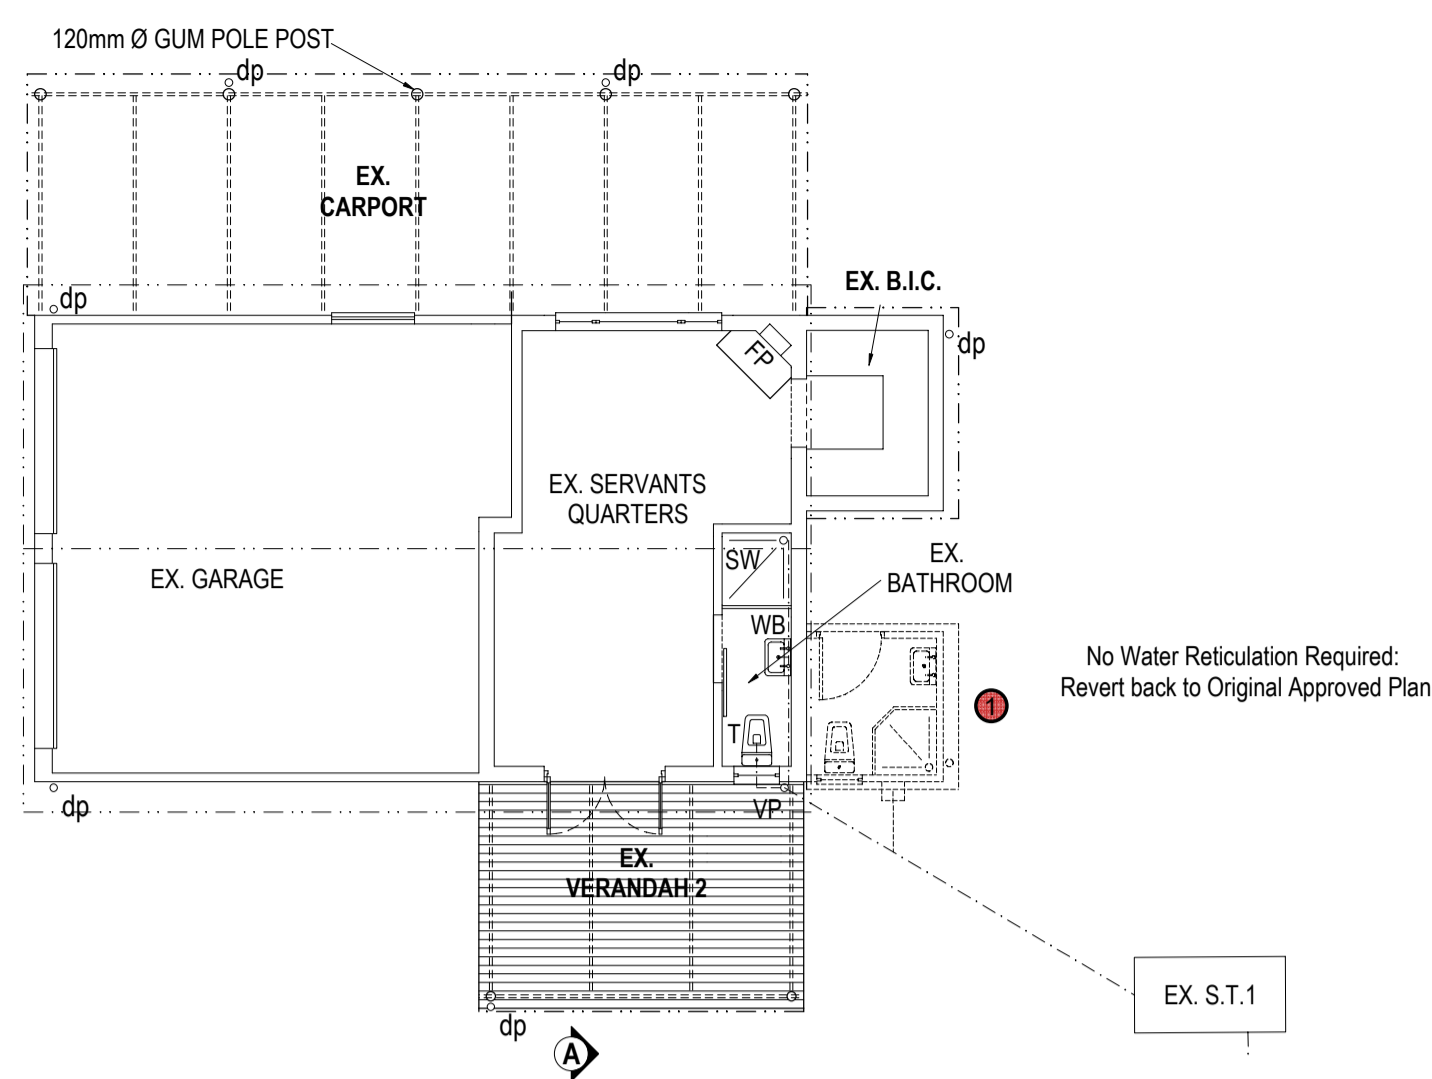 120mm Ø GUM POLE POST
dp
dp
EX.
CARPORT
EX. B.I.C.
dp
dp
FP
EX. SERVANTS
QUARTERS
SW
EX.
BATHROOM
EX. GARAGE
WB
No Water Reticulation Required:
Revert back to Original Approved Plan
1
T
dp
VP
EX.
VERANDAH 2
EX. S.T.1
dp
A